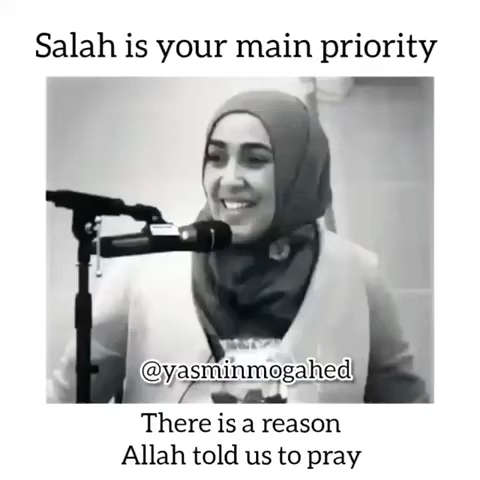 Salah is your main priority
@yasminmogahed
There is a reason
Allah told us to pray